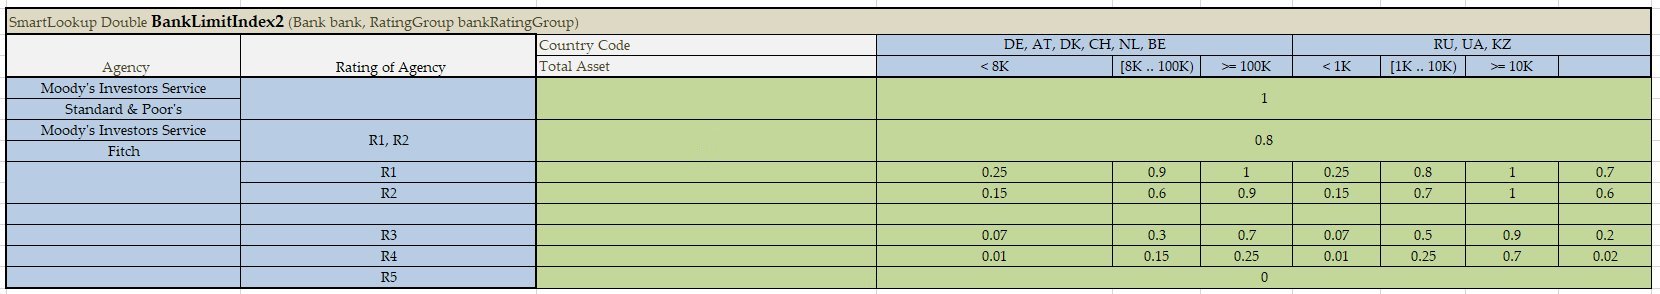 SmartLookup Double BankLimitIndex2 (Bank bank, RatingGroup bankRatingGroup)
Agency Rating of Agency Country Code DE, AT, DK, CH, NL, BE RU, UA, KZ
Total Asset < 8K [8K .. 100K) >= 100K < 1K [1K .. 10K) >= 10K
Moody's Investors Service
Standard & Poor's
1
Moody's Investors Service
Fitch
R1, R2 0.8
R1 0.25 0.9 1 0.25 0.8 1 0.7
R2 0.15 0.6 0.9 0.15 0.7 1 0.6
R3 0.07 0.3 0.7 0.07 0.5 0.9 0.2
R4 0.01 0.15 0.25 0.01 0.25 0.7 0.02
R5 0